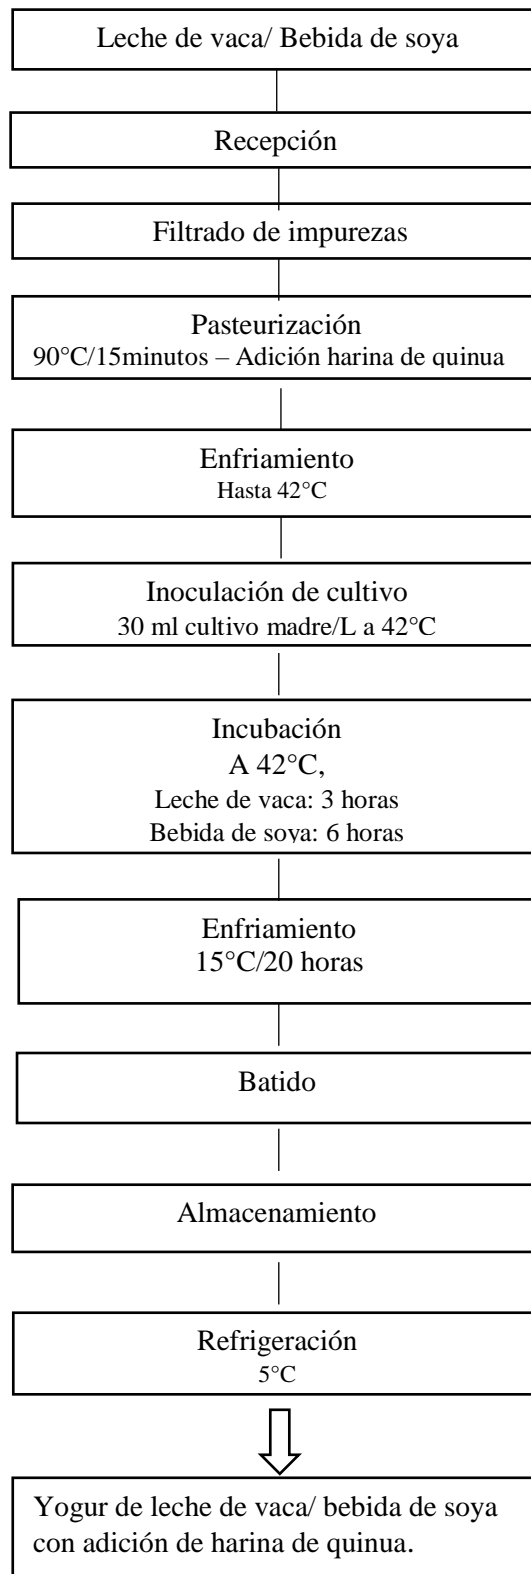 Leche de vaca/ Bebida de soya
Recepción
Filtrado de impurezas
Pasteurización
90°C/15minutos – Adición harina de quinua
Enfriamiento
Hasta 42°C
Inoculación de cultivo
30 ml cultivo madre/L a 42°C
Incubación
A 42°C,
Leche de vaca: 3 horas
Bebida de soya: 6 horas
Enfriamiento
15°C/20 horas
Batido
Almacenamiento
Refrigeración
5°C
Yogur de leche de vaca/ bebida de soya
con adición de harina de quinua.